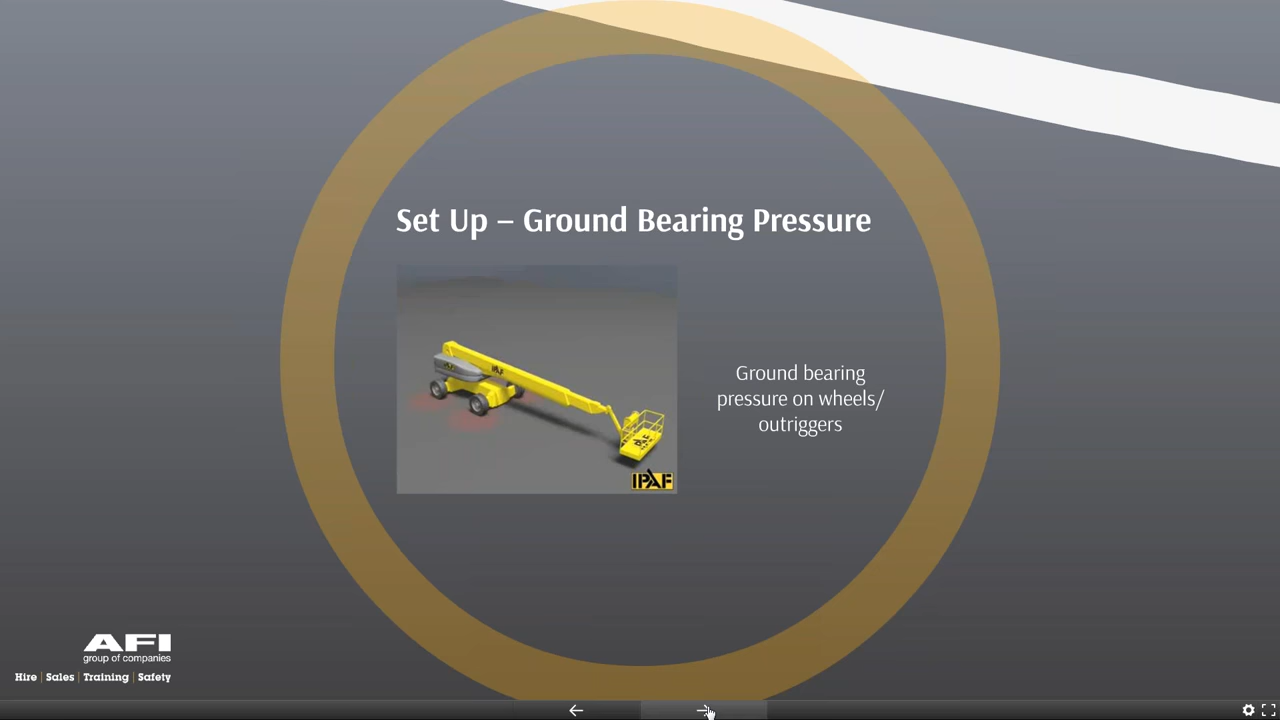 Set Up – Ground Bearing Pressure
IPAF
Ground bearing
pressure on wheels/
outriggers
IPAF
AFI
group of companies
Hire | Sales | Training | Safety